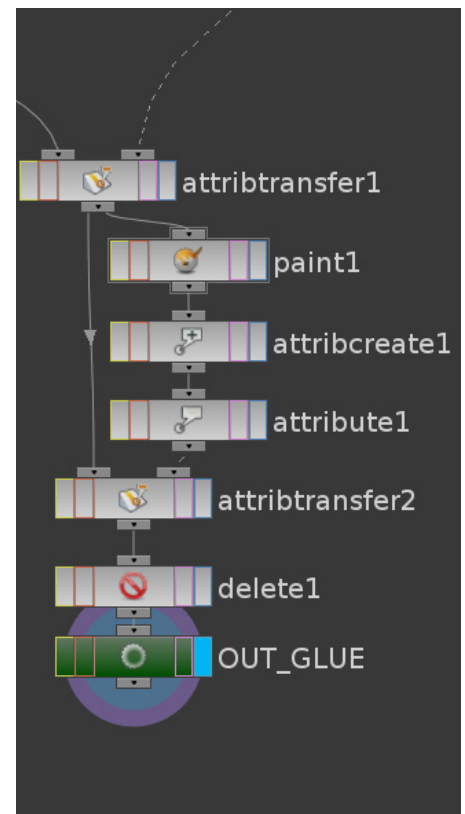 attribtransfer1
paint1
attribcreate1
attribute1
attribtransfer2
delete1
OUT_GLUE